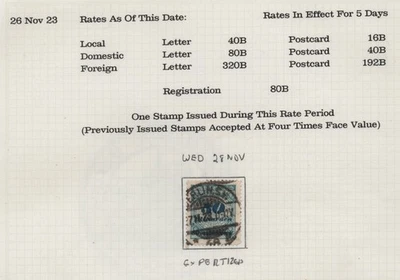 26 Nov 23 Rates As Of This Date: Rates In Effect For 5 Days
Local Letter 40B Postcard 16B
Domestic Letter 80B Postcard 40B
Foreign Letter 320B Postcard 192B
Registration 80B
One Stamp Issued During This Rate Period
(Previously Issued Stamps Accepted At Four Times Face Value)
WED 28 NOV
EXPERTIZED